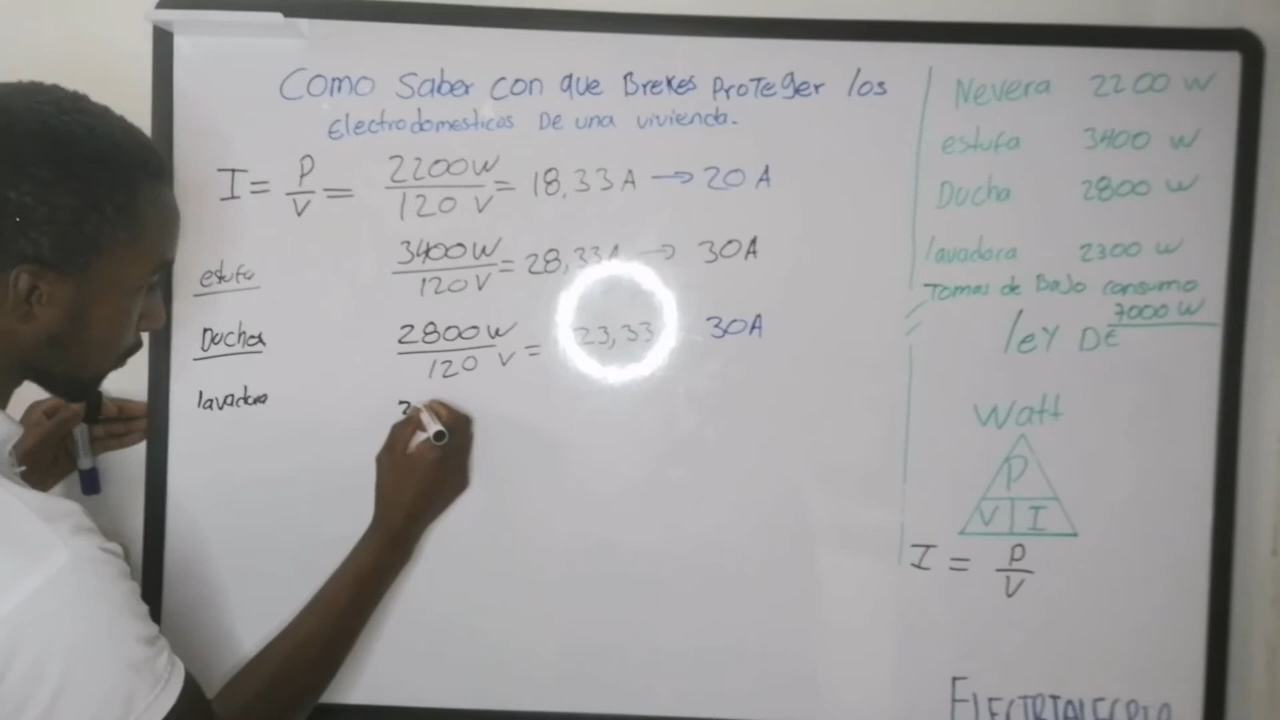 Como Saber con que Brekes Proteger los
Electrodomesticos De una vivienda.
I = P/V = 2200W/120 V = 18,33 A → 20 A
estufa 3400W/120V = 28,33A → 30A
Ducha 2800W/120 V = 23,33 30A
lavadora
Nevera 2200 W
estufa 3400 W
Ducha 2800 W
lavadora 2300 W
Tomas de Bajo consumo
7000 W
ley DE
Watt
P
V I
I = P/V